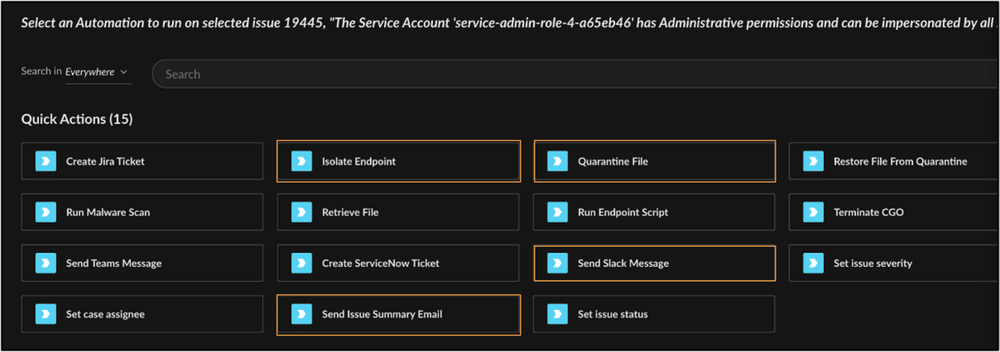 Select an Automation to run on selected issue 19445, "The Service Account 'service-admin-role-4-a65eb46' has Administrative permissions and can be impersonated by all
Search in Everywhere
Search
Quick Actions (15)
Create Jira Ticket
Isolate Endpoint
Quarantine File
Restore File From Quarantine
Run Malware Scan
Retrieve File
Run Endpoint Script
Terminate CGO
Send Teams Message
Create ServiceNow Ticket
Send Slack Message
Set issue severity
Set case assignee
Send Issue Summary Email
Set issue status